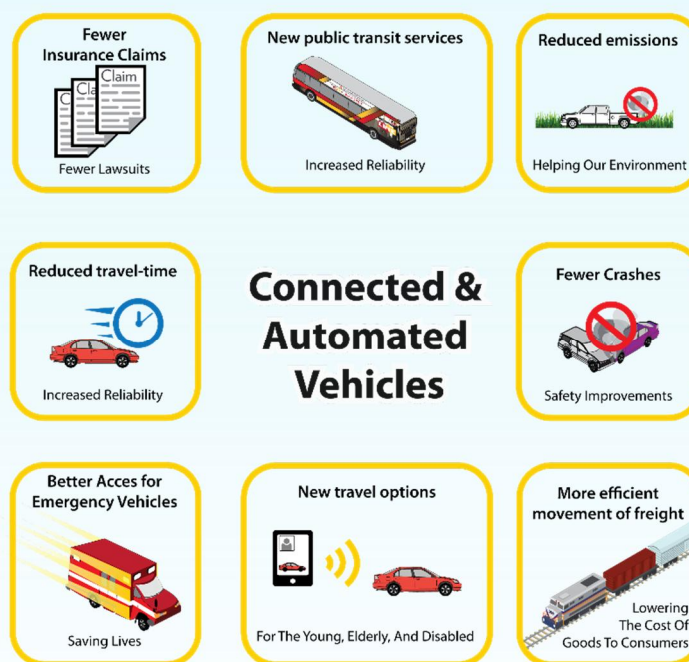 Fewer
Insurance Claims
Claim
Cla
C
Fewer Lawsuits
New public transit services
Increased Reliability
Reduced emissions
Helping Our Environment
Reduced travel-time
Increased Reliability
Connected &
Automated
Vehicles
Fewer Crashes
Safety Improvements
Better Acces for
Emergency Vehicles
Saving Lives
New travel options
For The Young, Elderly, And Disabled
More efficient
movement of freight
Lowering
The Cost Of
Goods To Consumers